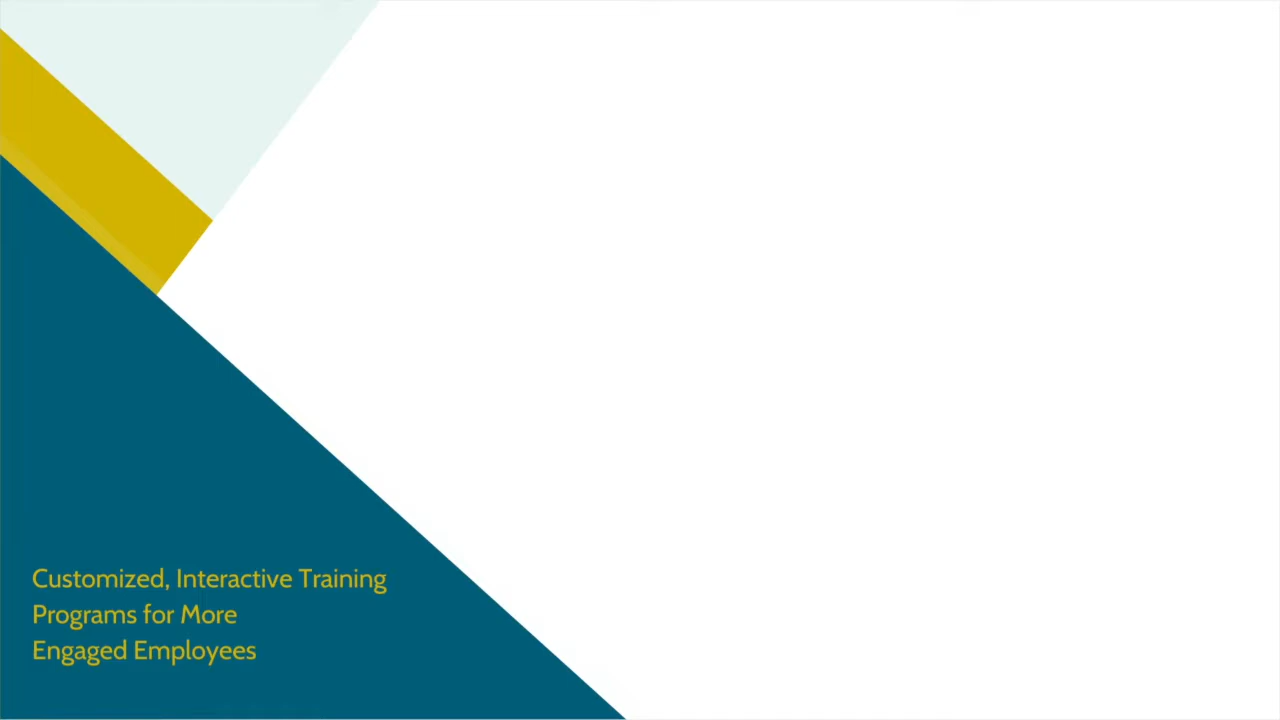 Customized, Interactive Training
Programs for More
Engaged Employees